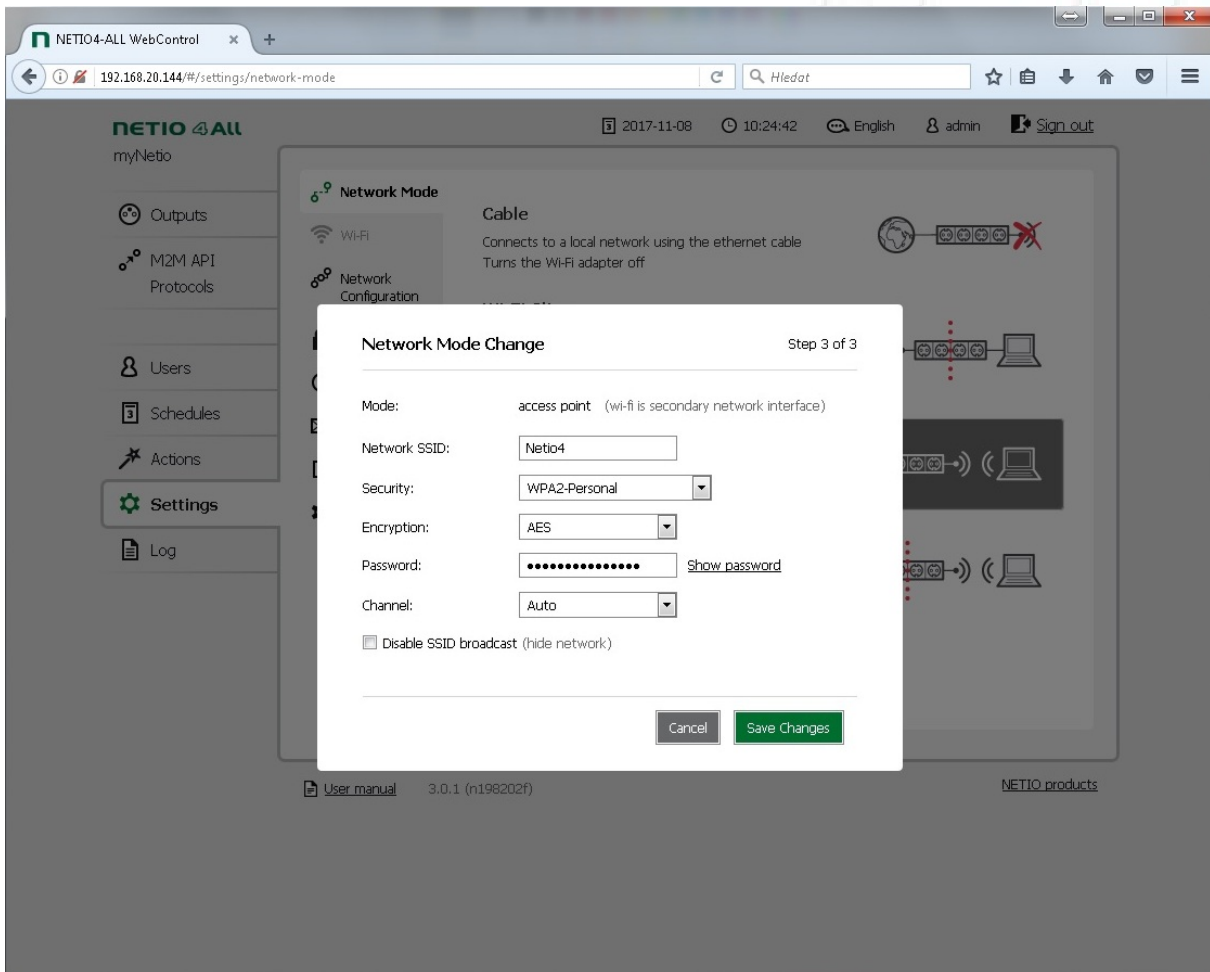 NETIO4-ALL WebControl
192.168.20.144/#/settings/network-mode
Hledat
NETIO 4All
myNetio
3 2017-11-08 10:24:42 English admin Sign out
Outputs
M2M API
Protocols
Users
3 Schedules
Actions
Settings
Log
Network Mode
Wi-Fi
Network
Configuration
Cable
Connects to a local network using the ethernet cable
Turns the Wi-Fi adapter off
Network Mode Change Step 3 of 3
Mode: access point (wi-fi is secondary network interface)
Network SSID: Netio4
Security: WPA2-Personal
Encryption: AES
Password: ••••••••••••••• Show password
Channel: Auto
Disable SSID broadcast (hide network)
Cancel Save Changes
User manual 3.0.1 (n198202f) NETIO products